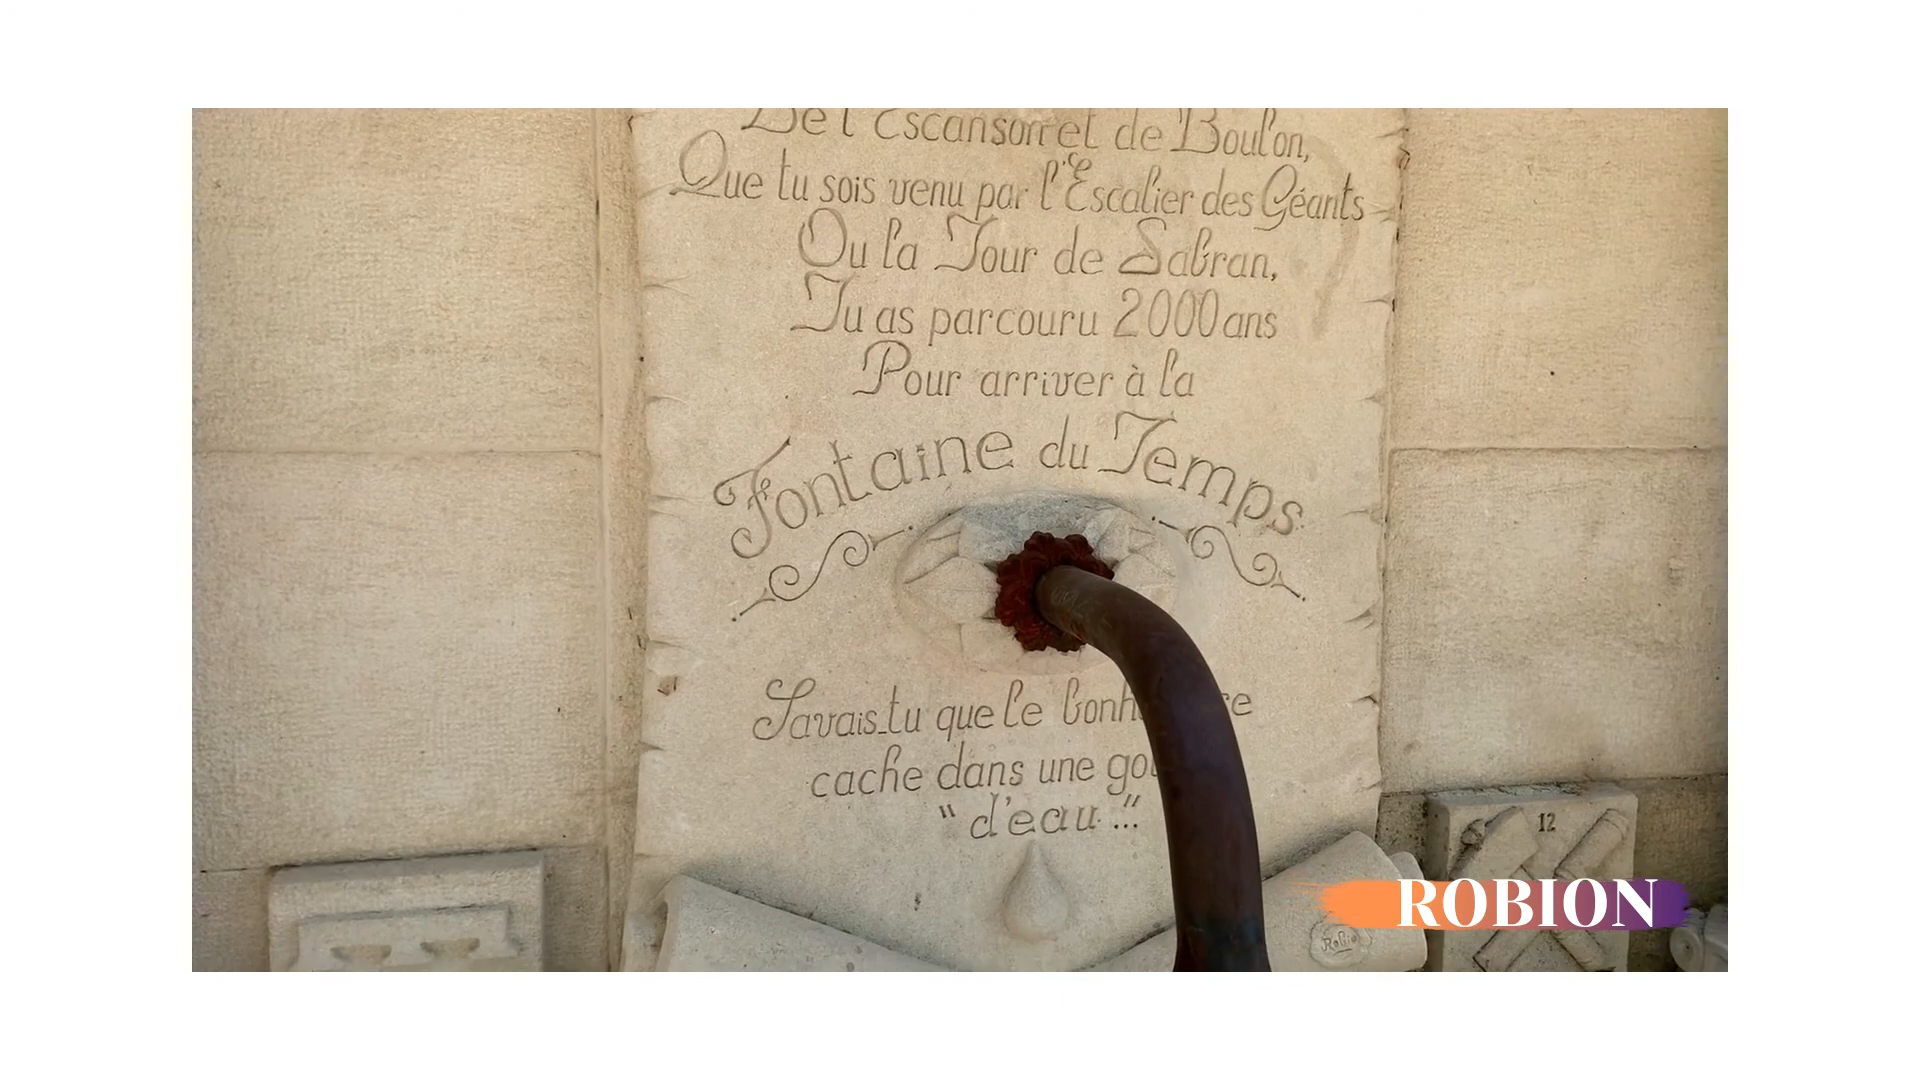 De l'Escanson et de Boulon,
Que tu sois venu par l'Escalier des Géants
Ou la Tour de Sabran,
Tu as parcouru 2000 ans
Pour arriver à la
Fontaine du Temps
Savais-tu que le
cache dans une
"d'eau..."
12
ROBION